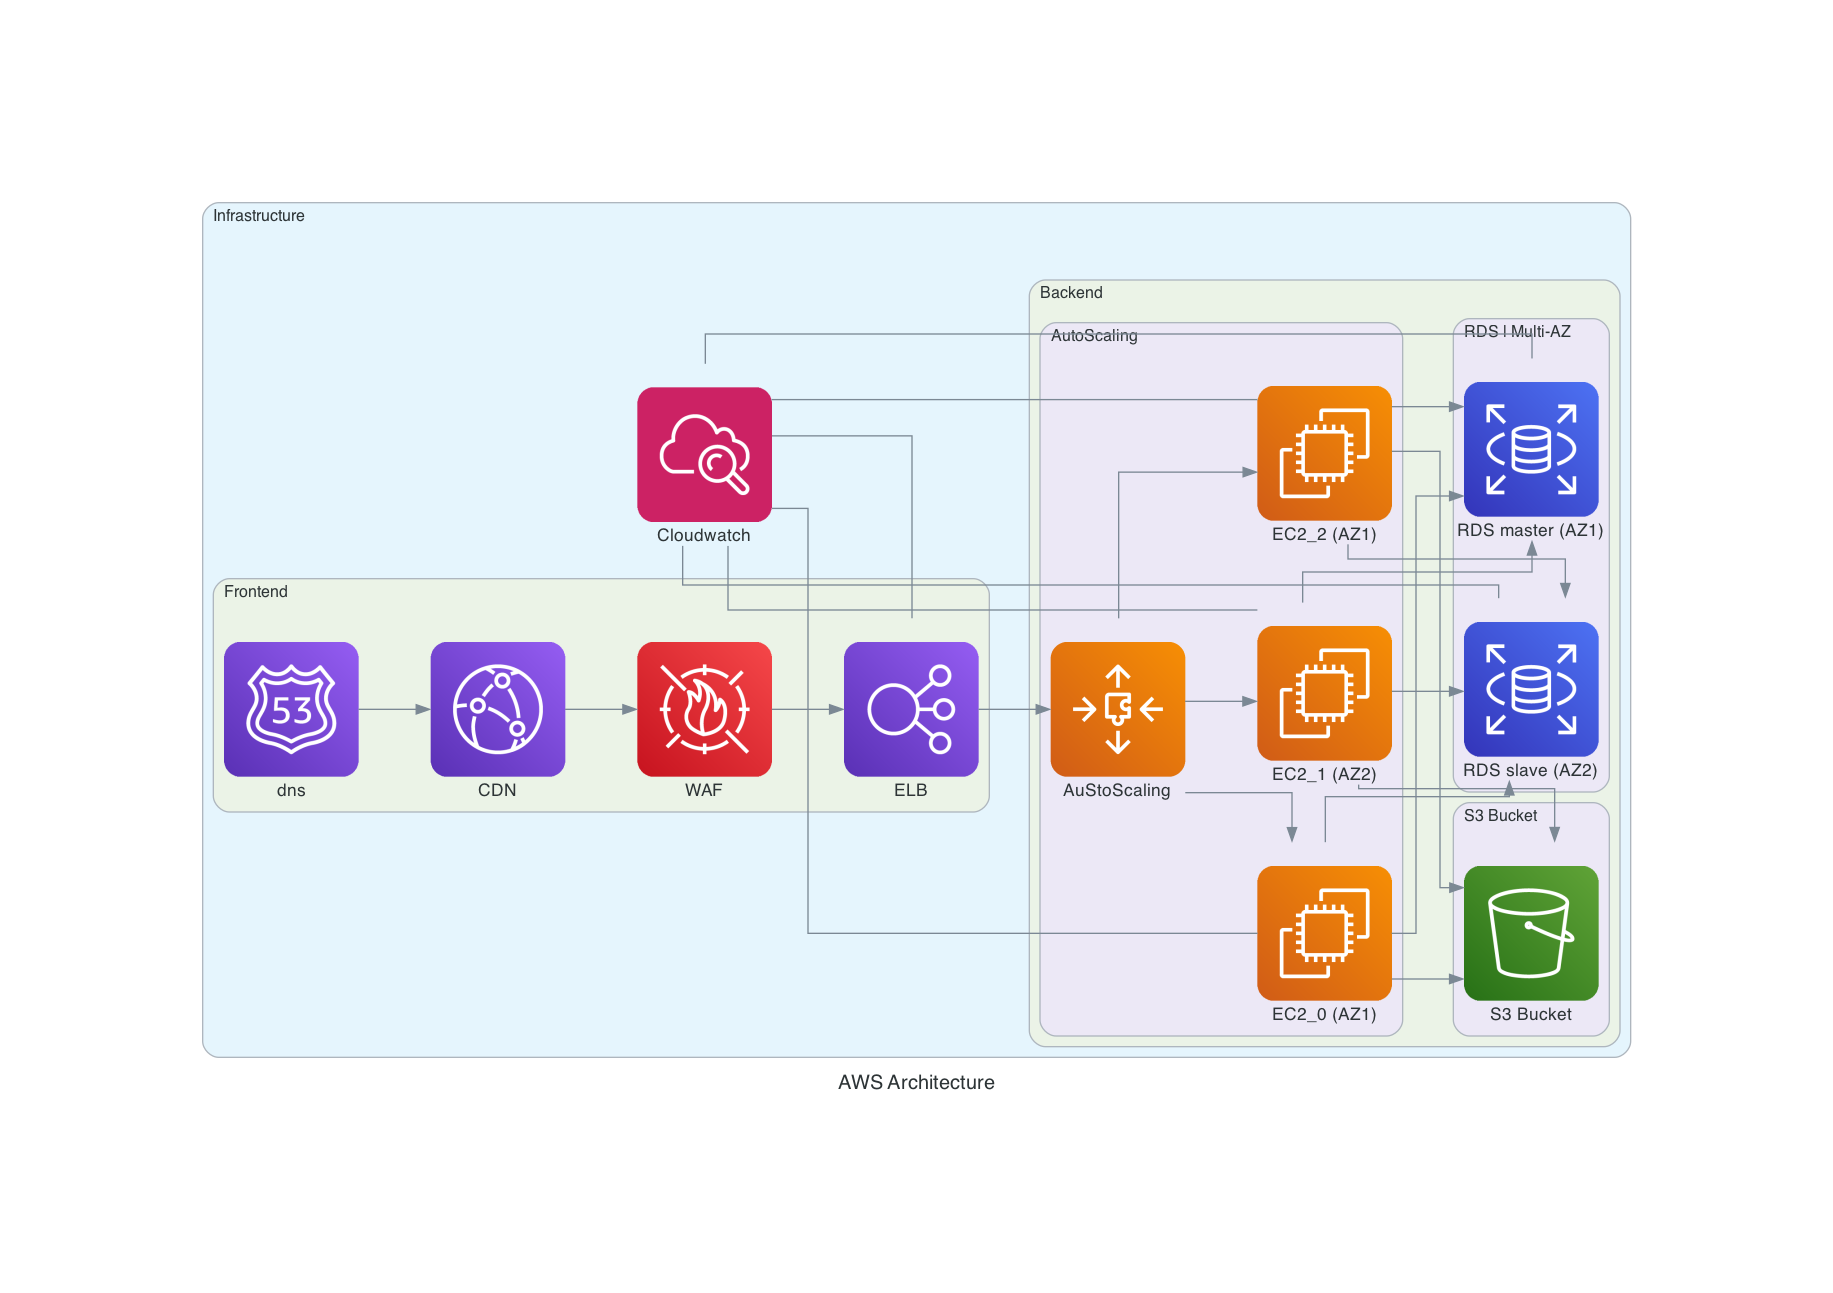 Infrastructure
Backend
AutoScaling
RDS | Multi-AZ
Cloudwatch
EC2_2 (AZ1)
RDS master (AZ1)
Frontend
53
dns
CDN
WAF
ELB
AuStoScaling
EC2_1 (AZ2)
RDS slave (AZ2)
S3 Bucket
EC2_0 (AZ1)
S3 Bucket
AWS Architecture